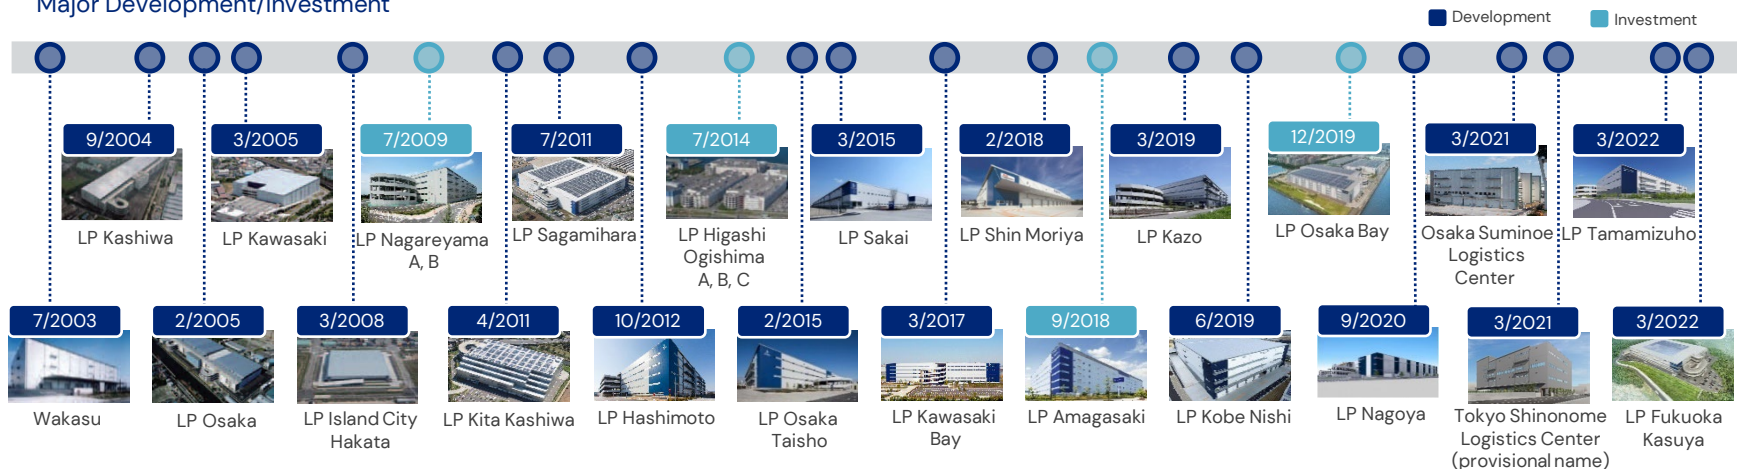 Major Development/Investment
Development
Investment
9/2004
LP Kashiwa
3/2005
LP Kawasaki
7/2009
LP Nagareyama
A, B
7/2011
LP Sagamihara
7/2014
LP Higashi
Ogishima
A, B, C
3/2015
LP Sakai
2/2018
LP Shin Moriya
3/2019
LP Kazo
12/2019
LP Osaka Bay
3/2021
Osaka Suminoe
Logistics
Center
3/2022
LP Tamamizuho
7/2003
Wakasu
2/2005
LP Osaka
3/2008
LP Island City
Hakata
4/2011
LP Kita Kashiwa
10/2012
LP Hashimoto
2/2015
LP Osaka
Taisho
3/2017
LP Kawasaki
Bay
9/2018
LP Amagasaki
6/2019
LP Kobe Nishi
9/2020
LP Nagoya
3/2021
Tokyo Shinonome
Logistics Center
(provisional name)
3/2022
LP Fukuoka
Kasuya